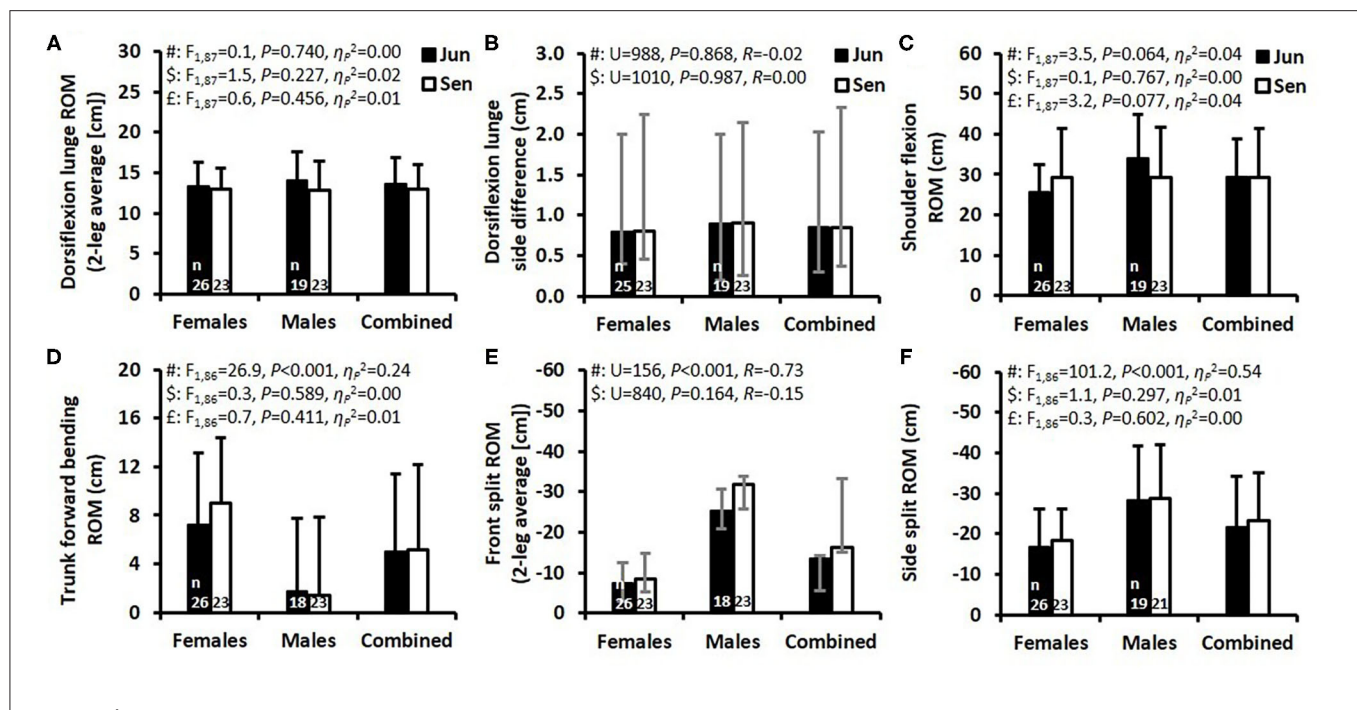 A
#: F1,87=0.1, P=0.740, ηP2=0.00
$: F1,87=1.5, P=0.227, ηP2=0.02
£: F1,87=0.6, P=0.456, ηP2=0.01
Jun
Sen
Dorsiflexion lunge ROM
(2-leg average [cm])
30
25
20
15
10
5
0
n
26 23
n
19 23
Females Males Combined
B
#: U=988, P=0.868, R=-0.02
$: U=1010, P=0.987, R=0.00
Jun
Sen
Dorsiflexion lunge
side difference (cm)
3.0
2.5
2.0
1.5
1.0
0.5
0.0
n
25 23
n
19 23
Females Males Combined
C
#: F1,87=3.5, P=0.064, ηP2=0.04
$: F1,87=0.1, P=0.767, ηP2=0.00
£: F1,87=3.2, P=0.077, ηP2=0.04
Jun
Sen
Shoulder flexion
ROM (cm)
60
50
40
30
20
10
0
n
26 23
n
19 23
Females Males Combined
D
#: F1,86=26.9, P<0.001, ηP2=0.24
$: F1,86=0.3, P=0.589, ηP2=0.00
£: F1,86=0.7, P=0.411, ηP2=0.01
Trunk forward bending
ROM (cm)
20
16
12
8
4
0
n
26 23
18 23
Females Males Combined
E
#: U=156, P<0.001, R=-0.73
$: U=840, P=0.164, R=-0.15
Front split ROM
(2-leg average [cm])
-60
-50
-40
-30
-20
-10
0
n
26 23
18 23
Females Males Combined
F
#: F1,86=101.2, P<0.001, ηP2=0.54
$: F1,86=1.1, P=0.297, ηP2=0.01
£: F1,86=0.3, P=0.602, ηP2=0.00
Side split ROM (cm)
-60
-50
-40
-30
-20
-10
0
n
26 23
n
19 21
Females Males Combined